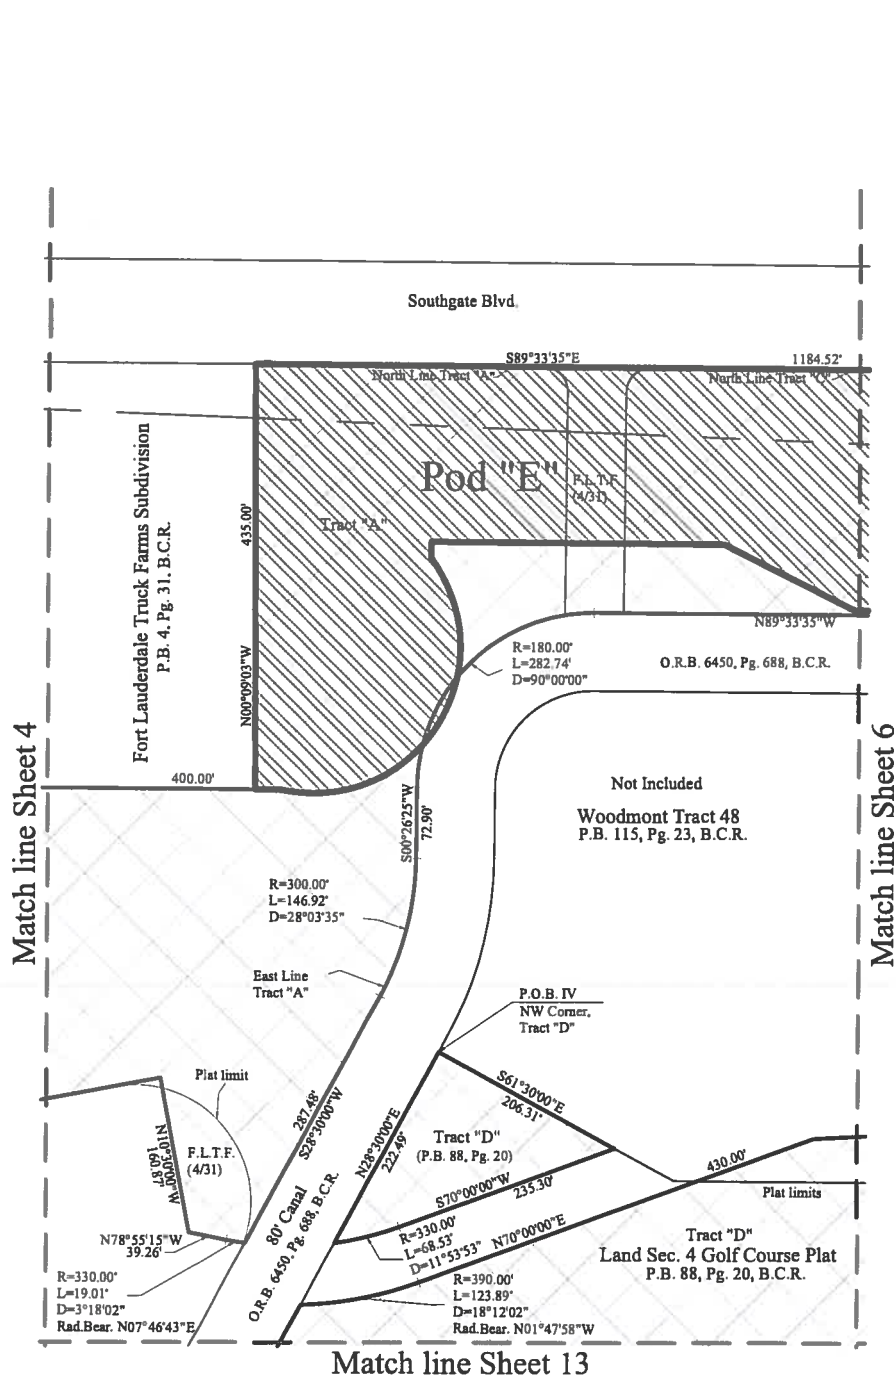 Southgate Blvd.
S89°33'35"E
1184.52'
North Line Tract "A"
North Line Tract "C"
Pod "E"
F.L.T.F.
(4/31)
Tract "A"
435.00'
N00°09'03"W
Fort Lauderdale Truck Farms Subdivision
P.B. 4, Pg. 31, B.C.R.
N89°33'35"W
R=180.00'
L=282.74'
D=90°00'00"
O.R.B. 6450, Pg. 688, B.C.R.
Match line Sheet 4
Match line Sheet 6
400.00'
Not Included
Woodmont Tract 48
P.B. 115, Pg. 23, B.C.R.
S00°26'25"W
72.90'
R=300.00'
L=146.92'
D=28°03'35"
East Line
Tract "A"
P.O.B. IV
NW Corner,
Tract "D"
Plat limit
287.48'
S28°30'00"W
S61°30'00"E
206.31'
N28°30'00"E
222.49'
Tract "D"
(P.B. 88, Pg. 20)
N10°30'00"W
160.87'
F.L.T.F.
(4/31)
S70°00'00"W
235.30'
430.00'
Plat limits
80' Canal
O.R.B. 6450, Pg. 688, B.C.R.
R=330.00'
L=68.53'
D=11°53'53"
N70°00'00"E
N78°55'15"W
39.26'
Tract "D"
Land Sec. 4 Golf Course Plat
P.B. 88, Pg. 20, B.C.R.
R=330.00'
L=19.01'
D=3°18'02"
Rad.Bear. N07°46'43"E
R=390.00'
L=123.89'
D=18°12'02"
Rad.Bear. N01°47'58"W
Match line Sheet 13